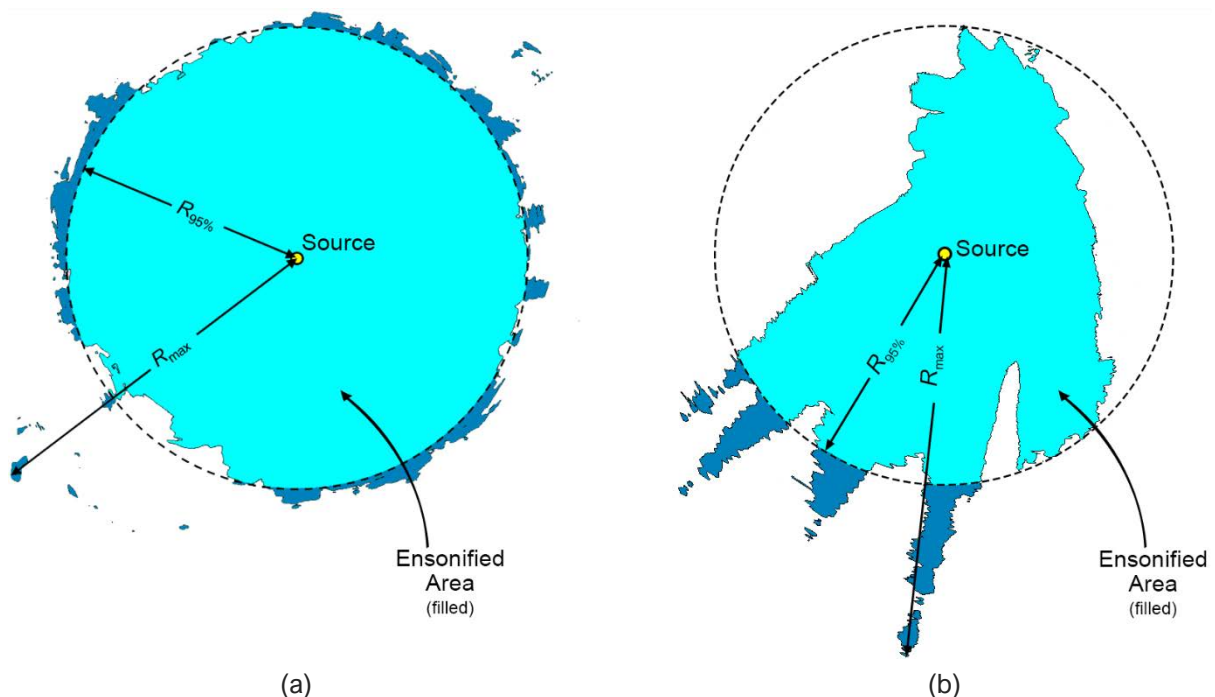 Source
R95%
Rmax
Ensonified
Area
(filled)
(a)
Source
R95%
Rmax
Ensonified
Area
(filled)
(b)